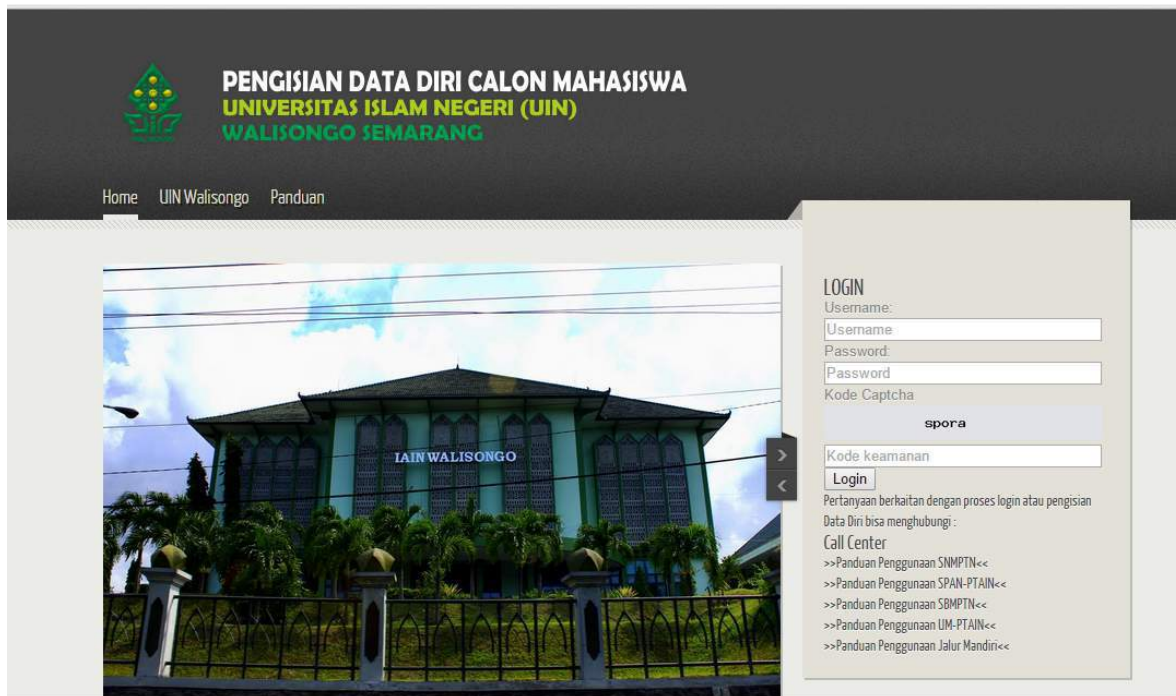 PENGISIAN DATA DIRI CALON MAHASISWA
UNIVERSITAS ISLAM NEGERI (UIN)
WALISONGO SEMARANG
Home UIN Walisongo Panduan
IAIN WALISONGO
LOGIN
Username:
Username
Password:
Password
Kode Captcha
spora
Kode keamanan
Login
Pertanyaan berkaitan dengan proses login atau pengisian
Data Diri bisa menghubungi :
Call Center
>>Panduan Penggunaan SNMPTN<<
>>Panduan Penggunaan SPAN-PTAIN<<
>>Panduan Penggunaan SBMPTN<<
>>Panduan Penggunaan UM-PTAIN<<
>>Panduan Penggunaan Jalur Mandiri<<